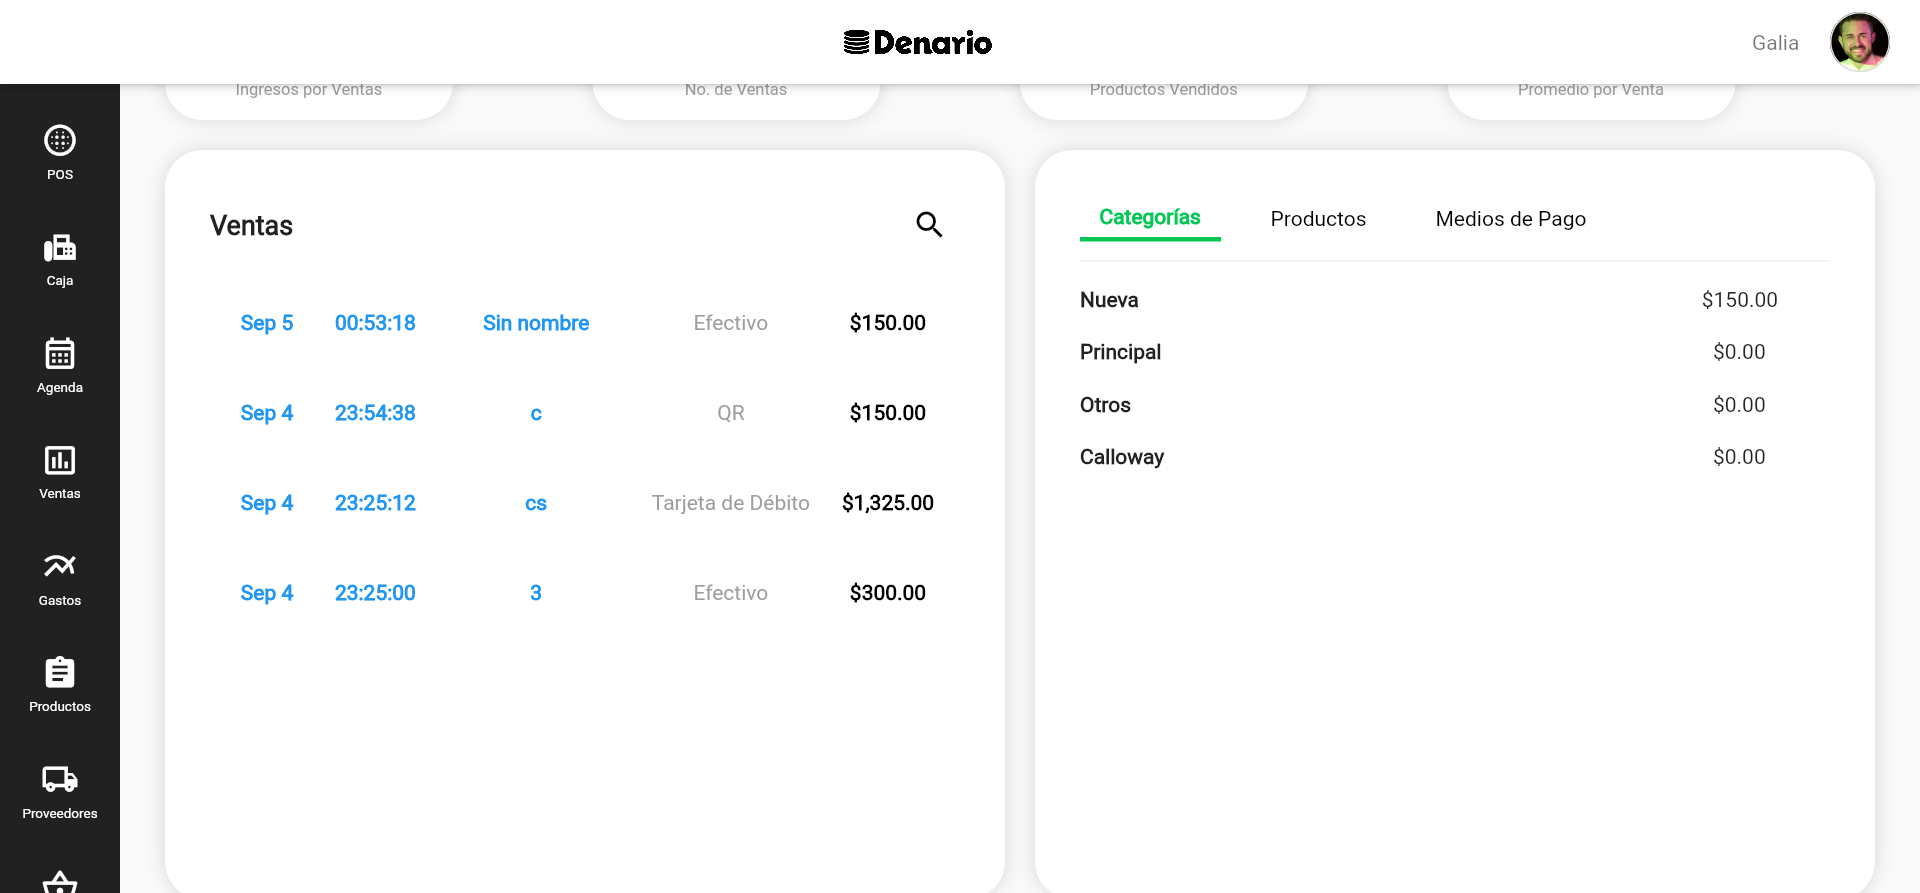 Denario
Galia
Ingresos por Ventas
No. de Ventas
Productos Vendidos
Promedio por Venta
POS
Caja
Agenda
Ventas
Gastos
Productos
Proveedores
Ventas
Sep 5 00:53:18 Sin nombre Efectivo $150.00
Sep 4 23:54:38 c QR $150.00
Sep 4 23:25:12 cs Tarjeta de Débito $1,325.00
Sep 4 23:25:00 3 Efectivo $300.00
Categorías Productos Medios de Pago
Nueva $150.00
Principal $0.00
Otros $0.00
Calloway $0.00